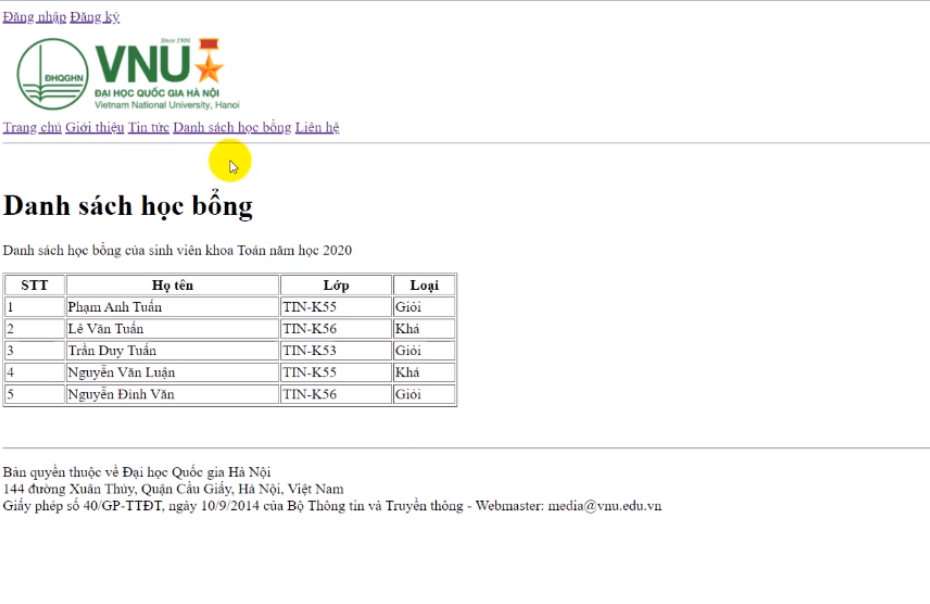 Đăng nhập Đăng ký
Since 1906
ĐHQGHN
VNU
ĐẠI HỌC QUỐC GIA HÀ NỘI
Vietnam National University, Hanoi
Trang chủ Giới thiệu Tin tức Danh sách học bổng Liên hệ
Danh sách học bổng
Danh sách học bổng của sinh viên khoa Toán năm học 2020
STT Họ tên Lớp Loại
1 Phạm Anh Tuấn TIN-K55 Giỏi
2 Lê Văn Tuấn TIN-K56 Khá
3 Trần Duy Tuấn TIN-K53 Giỏi
4 Nguyễn Văn Luận TIN-K55 Khá
5 Nguyễn Đình Văn TIN-K56 Giỏi
Bản quyền thuộc về Đại học Quốc gia Hà Nội
144 đường Xuân Thủy, Quận Cầu Giấy, Hà Nội, Việt Nam
Giấy phép số 40/GP-TTĐT, ngày 10/9/2014 của Bộ Thông tin và Truyền thông - Webmaster: media@vnu.edu.vn